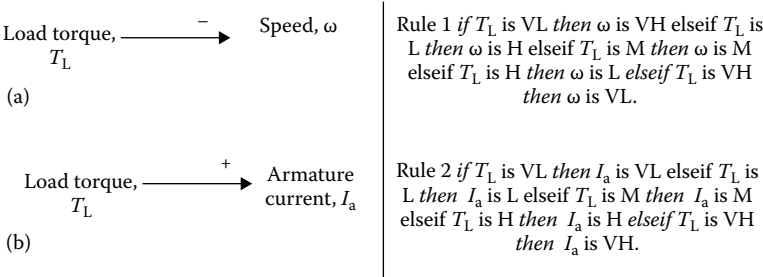 Load torque,
T_L
−
Speed, ω
(a)
Rule 1 if T_L is VL then ω is VH elseif T_L is
L then ω is H elseif T_L is M then ω is M
elseif T_L is H then ω is L elseif T_L is VH
then ω is VL.
Load torque,
T_L
+
Armature
current, I_a
(b)
Rule 2 if T_L is VL then I_a is VL elseif T_L is
L then I_a is L elseif T_L is M then I_a is M
elseif T_L is H then I_a is H elseif T_L is VH
then I_a is VH.